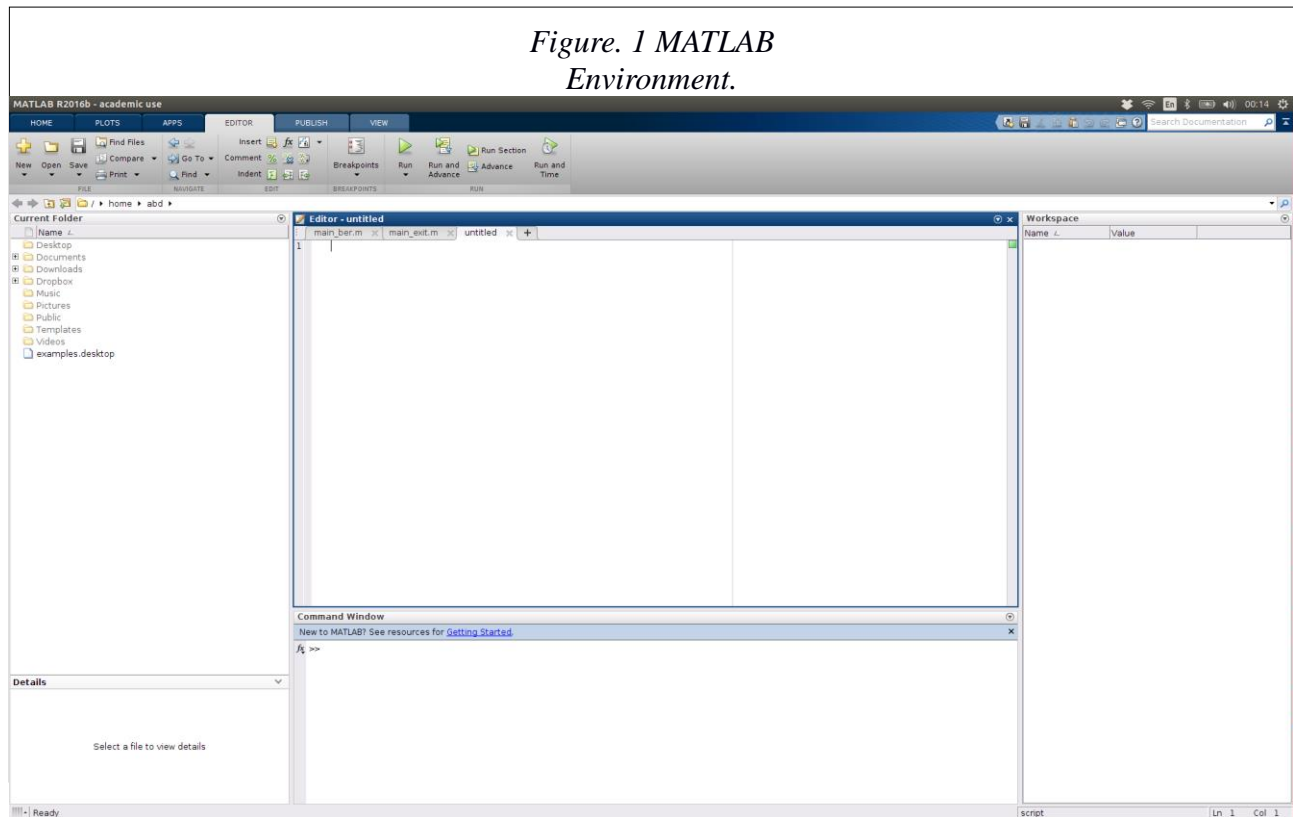 Figure. 1 MATLAB
Environment.
MATLAB R2016b - academic use
En
00:14
HOME PLOTS APPS EDITOR PUBLISH VIEW
Search Documentation
New Open Save
Find Files
Compare
Print
Go To
Find
Insert
Comment
Indent
fx
Breakpoints
Run
Run and
Advance
Run Section
Advance
Run and
Time
FILE NAVIGATE EDIT BREAKPOINTS RUN
/ home abd
Current Folder
Name
Desktop
Documents
Downloads
Dropbox
Music
Pictures
Public
Templates
Videos
examples.desktop
Details
Select a file to view details
Editor - untitled
main_ber.m main_exit.m untitled +
1
Command Window
New to MATLAB? See resources for Getting Started.
fx >>
Workspace
Name Value
Ready
script Ln 1 Col 1